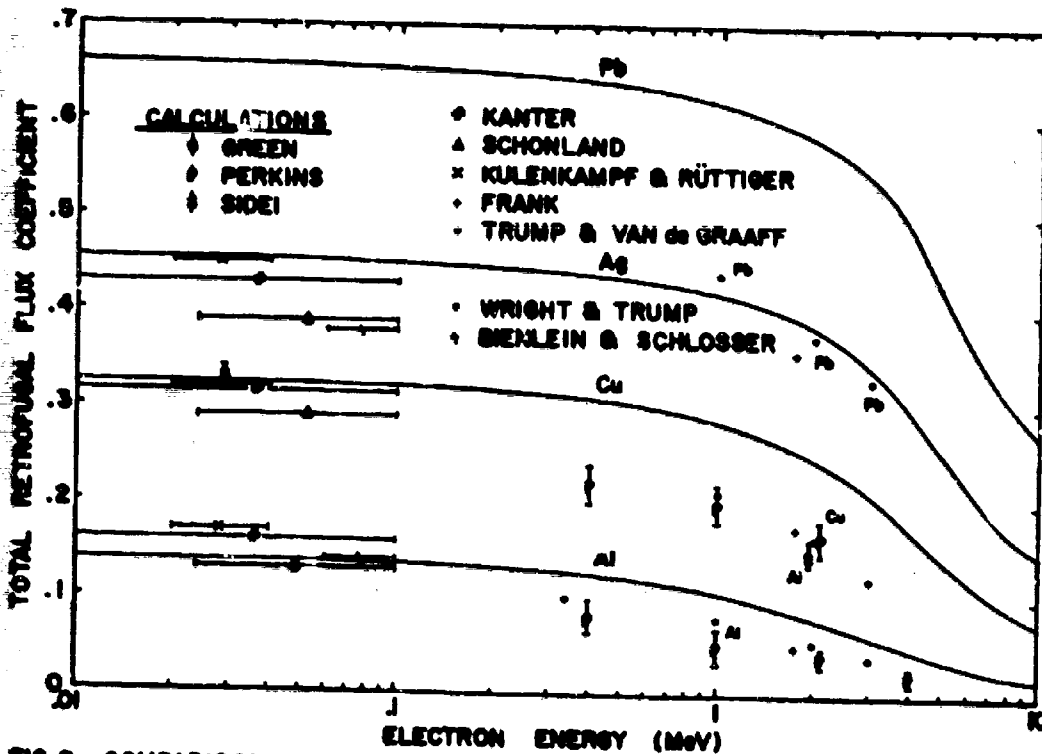 .7
.6
.5
.4
.3
.2
.1
0
TOTAL RETROFUGAL FLUX COEFFICIENT
CALCULATIONS
GREEN
PERKINS
SIDEI
KANTER
SCHONLAND
KULENKAMPF & RÜTTIGER
FRANK
TRUMP & VAN de GRAAFF
WRIGHT & TRUMP
BIENLEIN & SCHLOSSER
Pb
Ag
Cu
Al
Pb
Pb
Pb
Cu
Al
Al
.01
.1
1
10
ELECTRON ENERGY (MeV)